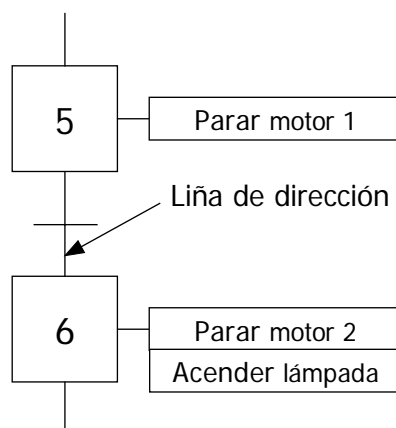 5
Parar motor 1
Liña de dirección
6
Parar motor 2
Acender lámpada